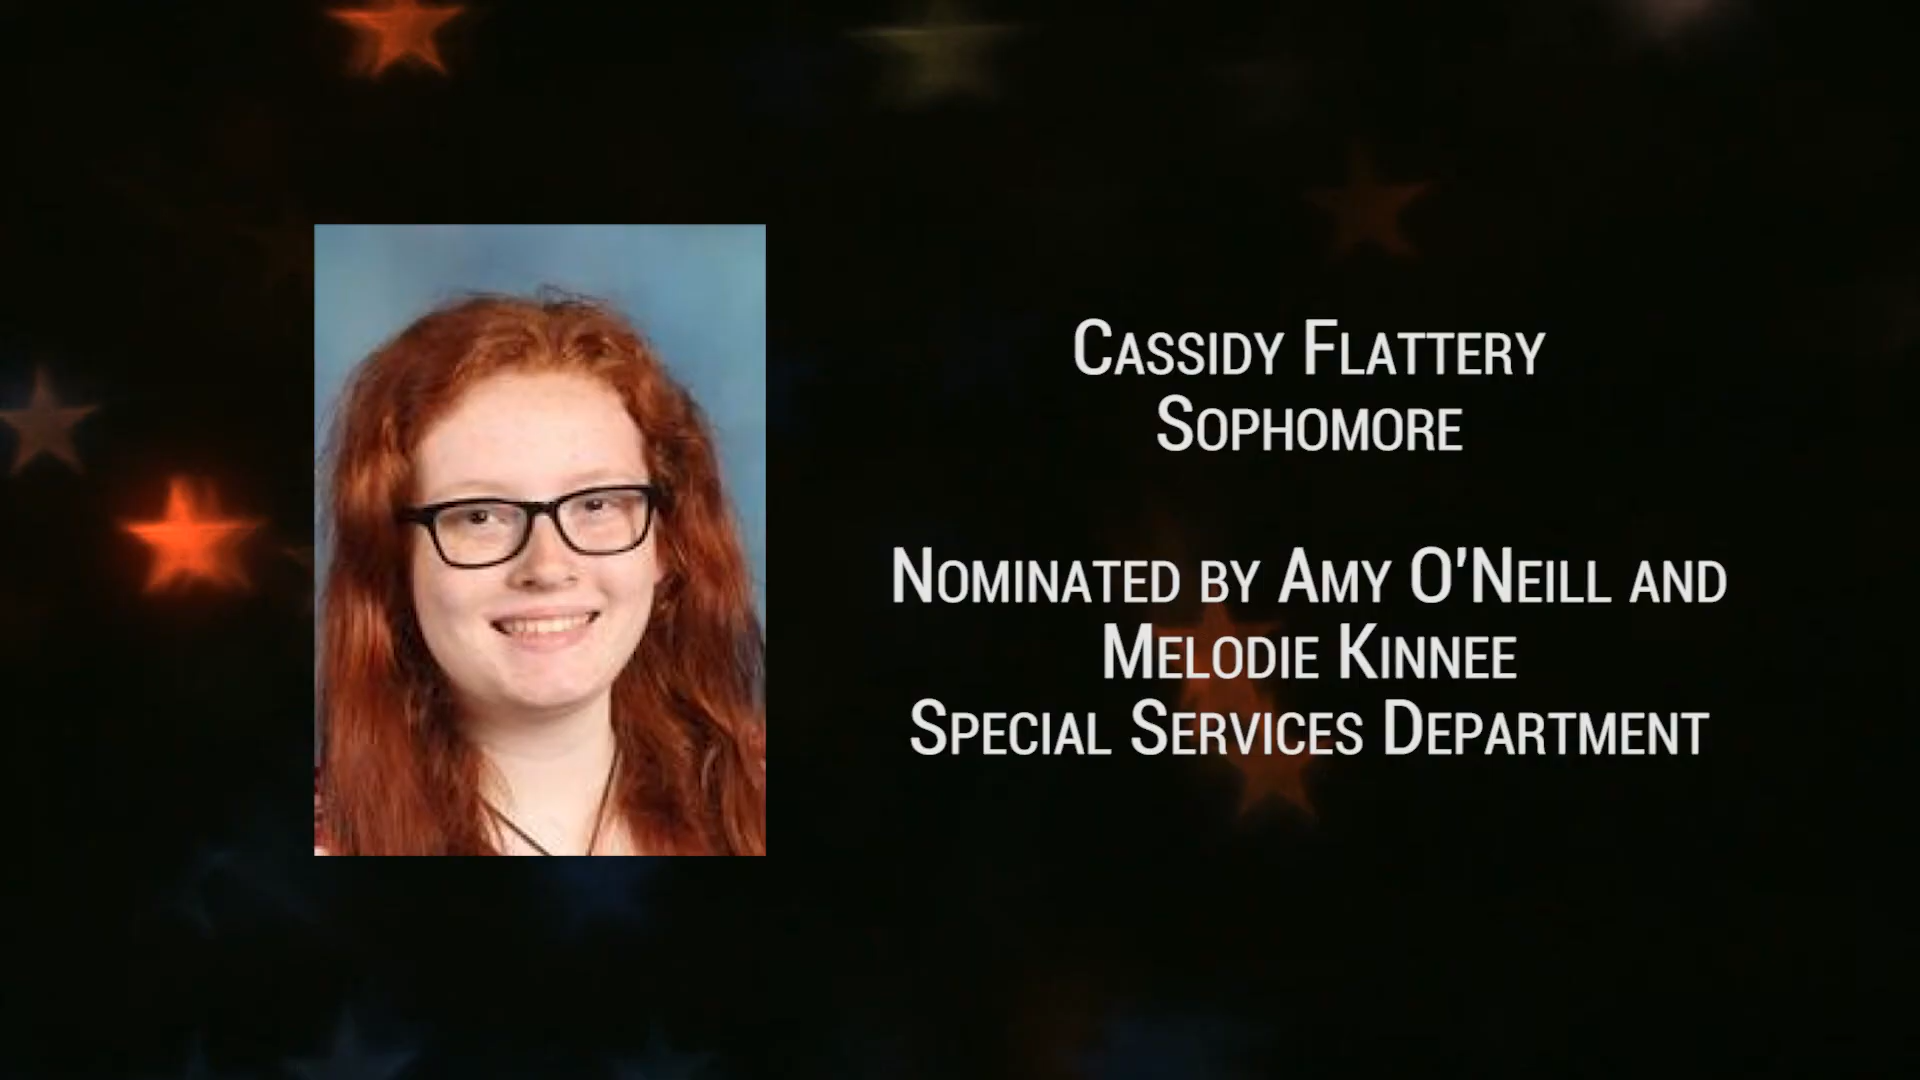 Cassidy Flattery
Sophomore
Nominated by Amy O'Neill and
Melodie Kinnee
Special Services Department